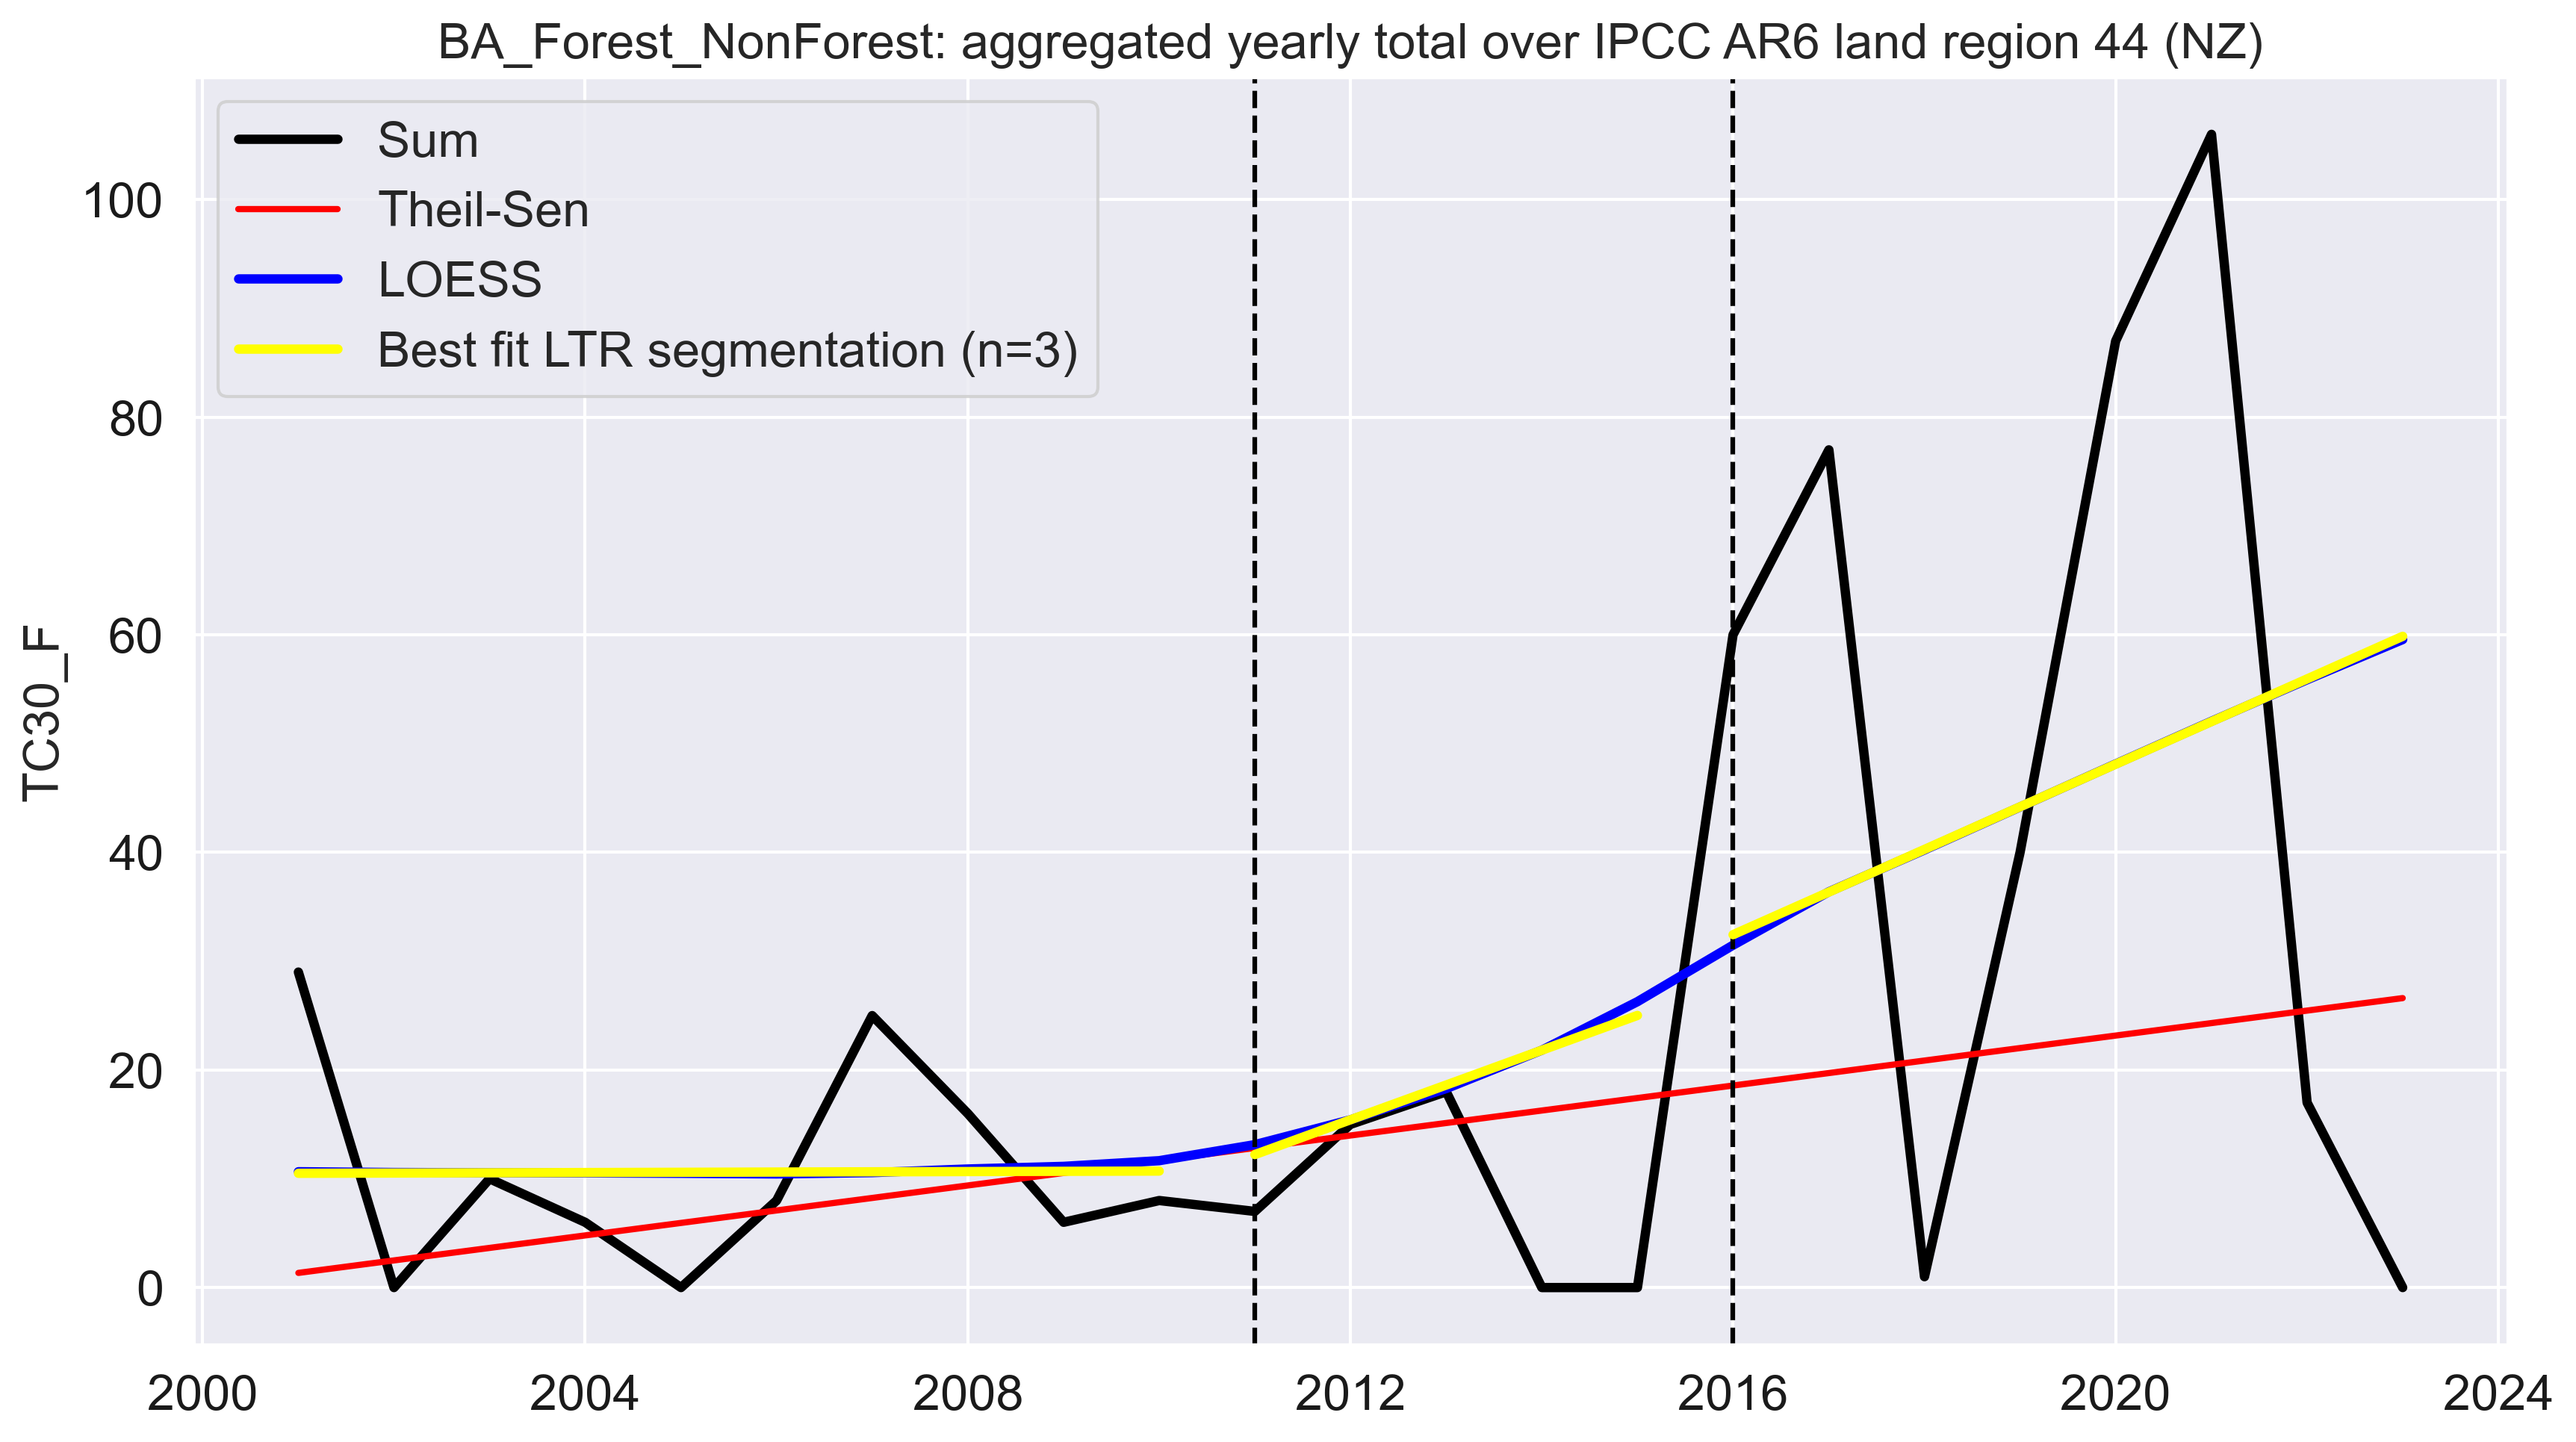 BA_Forest_NonForest: aggregated yearly total over IPCC AR6 land region 44 (NZ)
Sum
Theil-Sen
LOESS
Best fit LTR segmentation (n=3)
TC30_F
100
80
60
40
20
0
2000 2004 2008 2012 2016 2020 2024